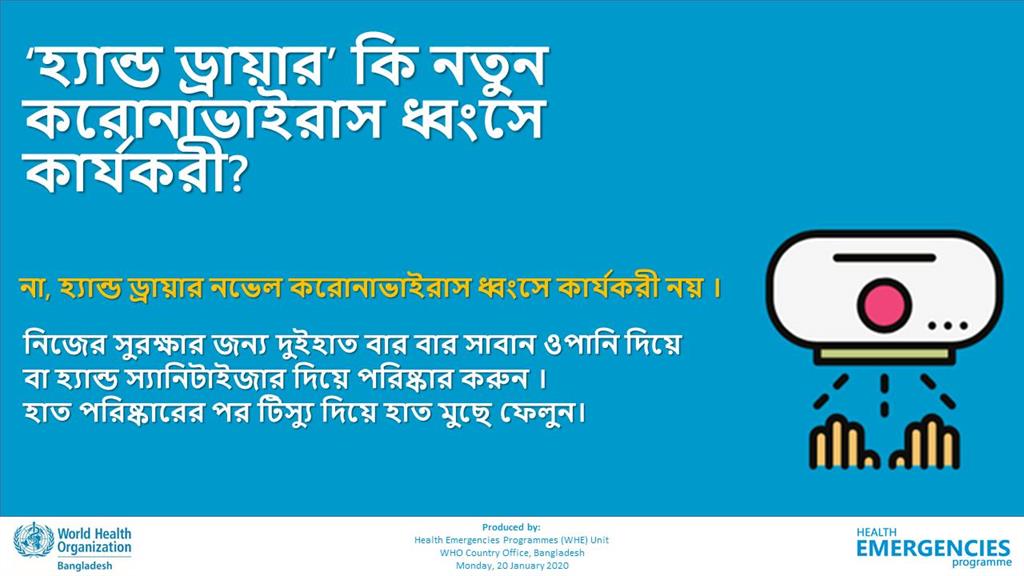 ‘হ্যান্ড ড্রায়ার’ কি নতুন
করোনাভাইরাস ধ্বংসে
কার্যকরী?
না, হ্যান্ড ড্রায়ার নভেল করোনাভাইরাস ধ্বংসে কার্যকরী নয় ।
নিজের সুরক্ষার জন্য দুইহাত বার বার সাবান ওপানি দিয়ে
বা হ্যান্ড স্যানিটাইজার দিয়ে পরিষ্কার করুন ।
হাত পরিষ্কারের পর টিস্যু দিয়ে হাত মুছে ফেলুন।
World Health
Organization
Bangladesh
Produced by:
Health Emergencies Programmes (WHE) Unit
WHO Country Office, Bangladesh
Monday, 20 January 2020
HEALTH
EMERGENCIES
programme